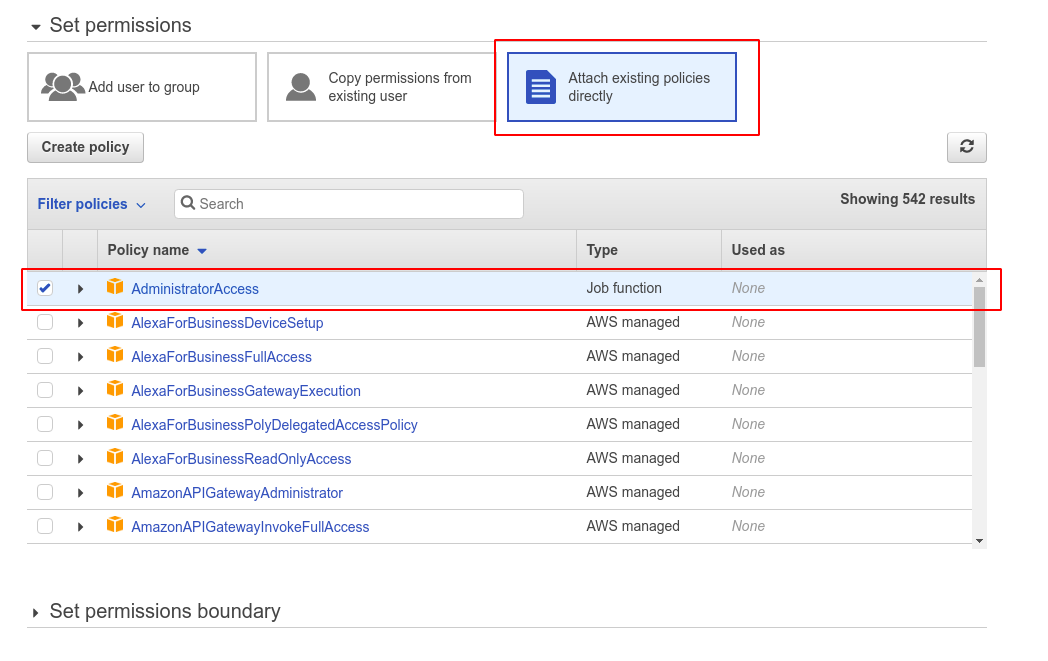 Set permissions
Add user to group
Copy permissions from
existing user
Attach existing policies
directly
Create policy
Filter policies
Search
Showing 542 results
Policy name Type Used as
AdministratorAccess Job function None
AlexaForBusinessDeviceSetup AWS managed None
AlexaForBusinessFullAccess AWS managed None
AlexaForBusinessGatewayExecution AWS managed None
AlexaForBusinessPolyDelegatedAccessPolicy AWS managed None
AlexaForBusinessReadOnlyAccess AWS managed None
AmazonAPIGatewayAdministrator AWS managed None
AmazonAPIGatewayInvokeFullAccess AWS managed None
Set permissions boundary